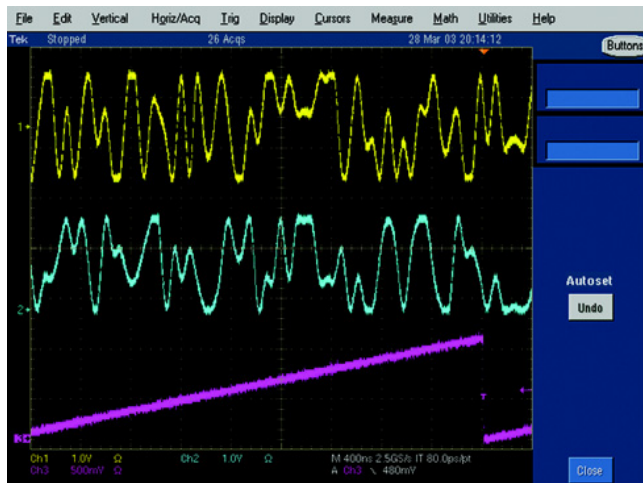 File Edit Vertical Horiz/Acq Trig Display Cursors Measure Math Utilities Help
Tek Stopped 26 Acqs 28 Mar 03 20:14:12 Buttons
1
2
Autoset
Undo
T
Ch1 1.0V Ω Ch2 1.0V Ω M 400ns 2.5GS/s IT 80.0ps/pt
Ch3 500mV Ω A Ch3 \ 480mV
Close